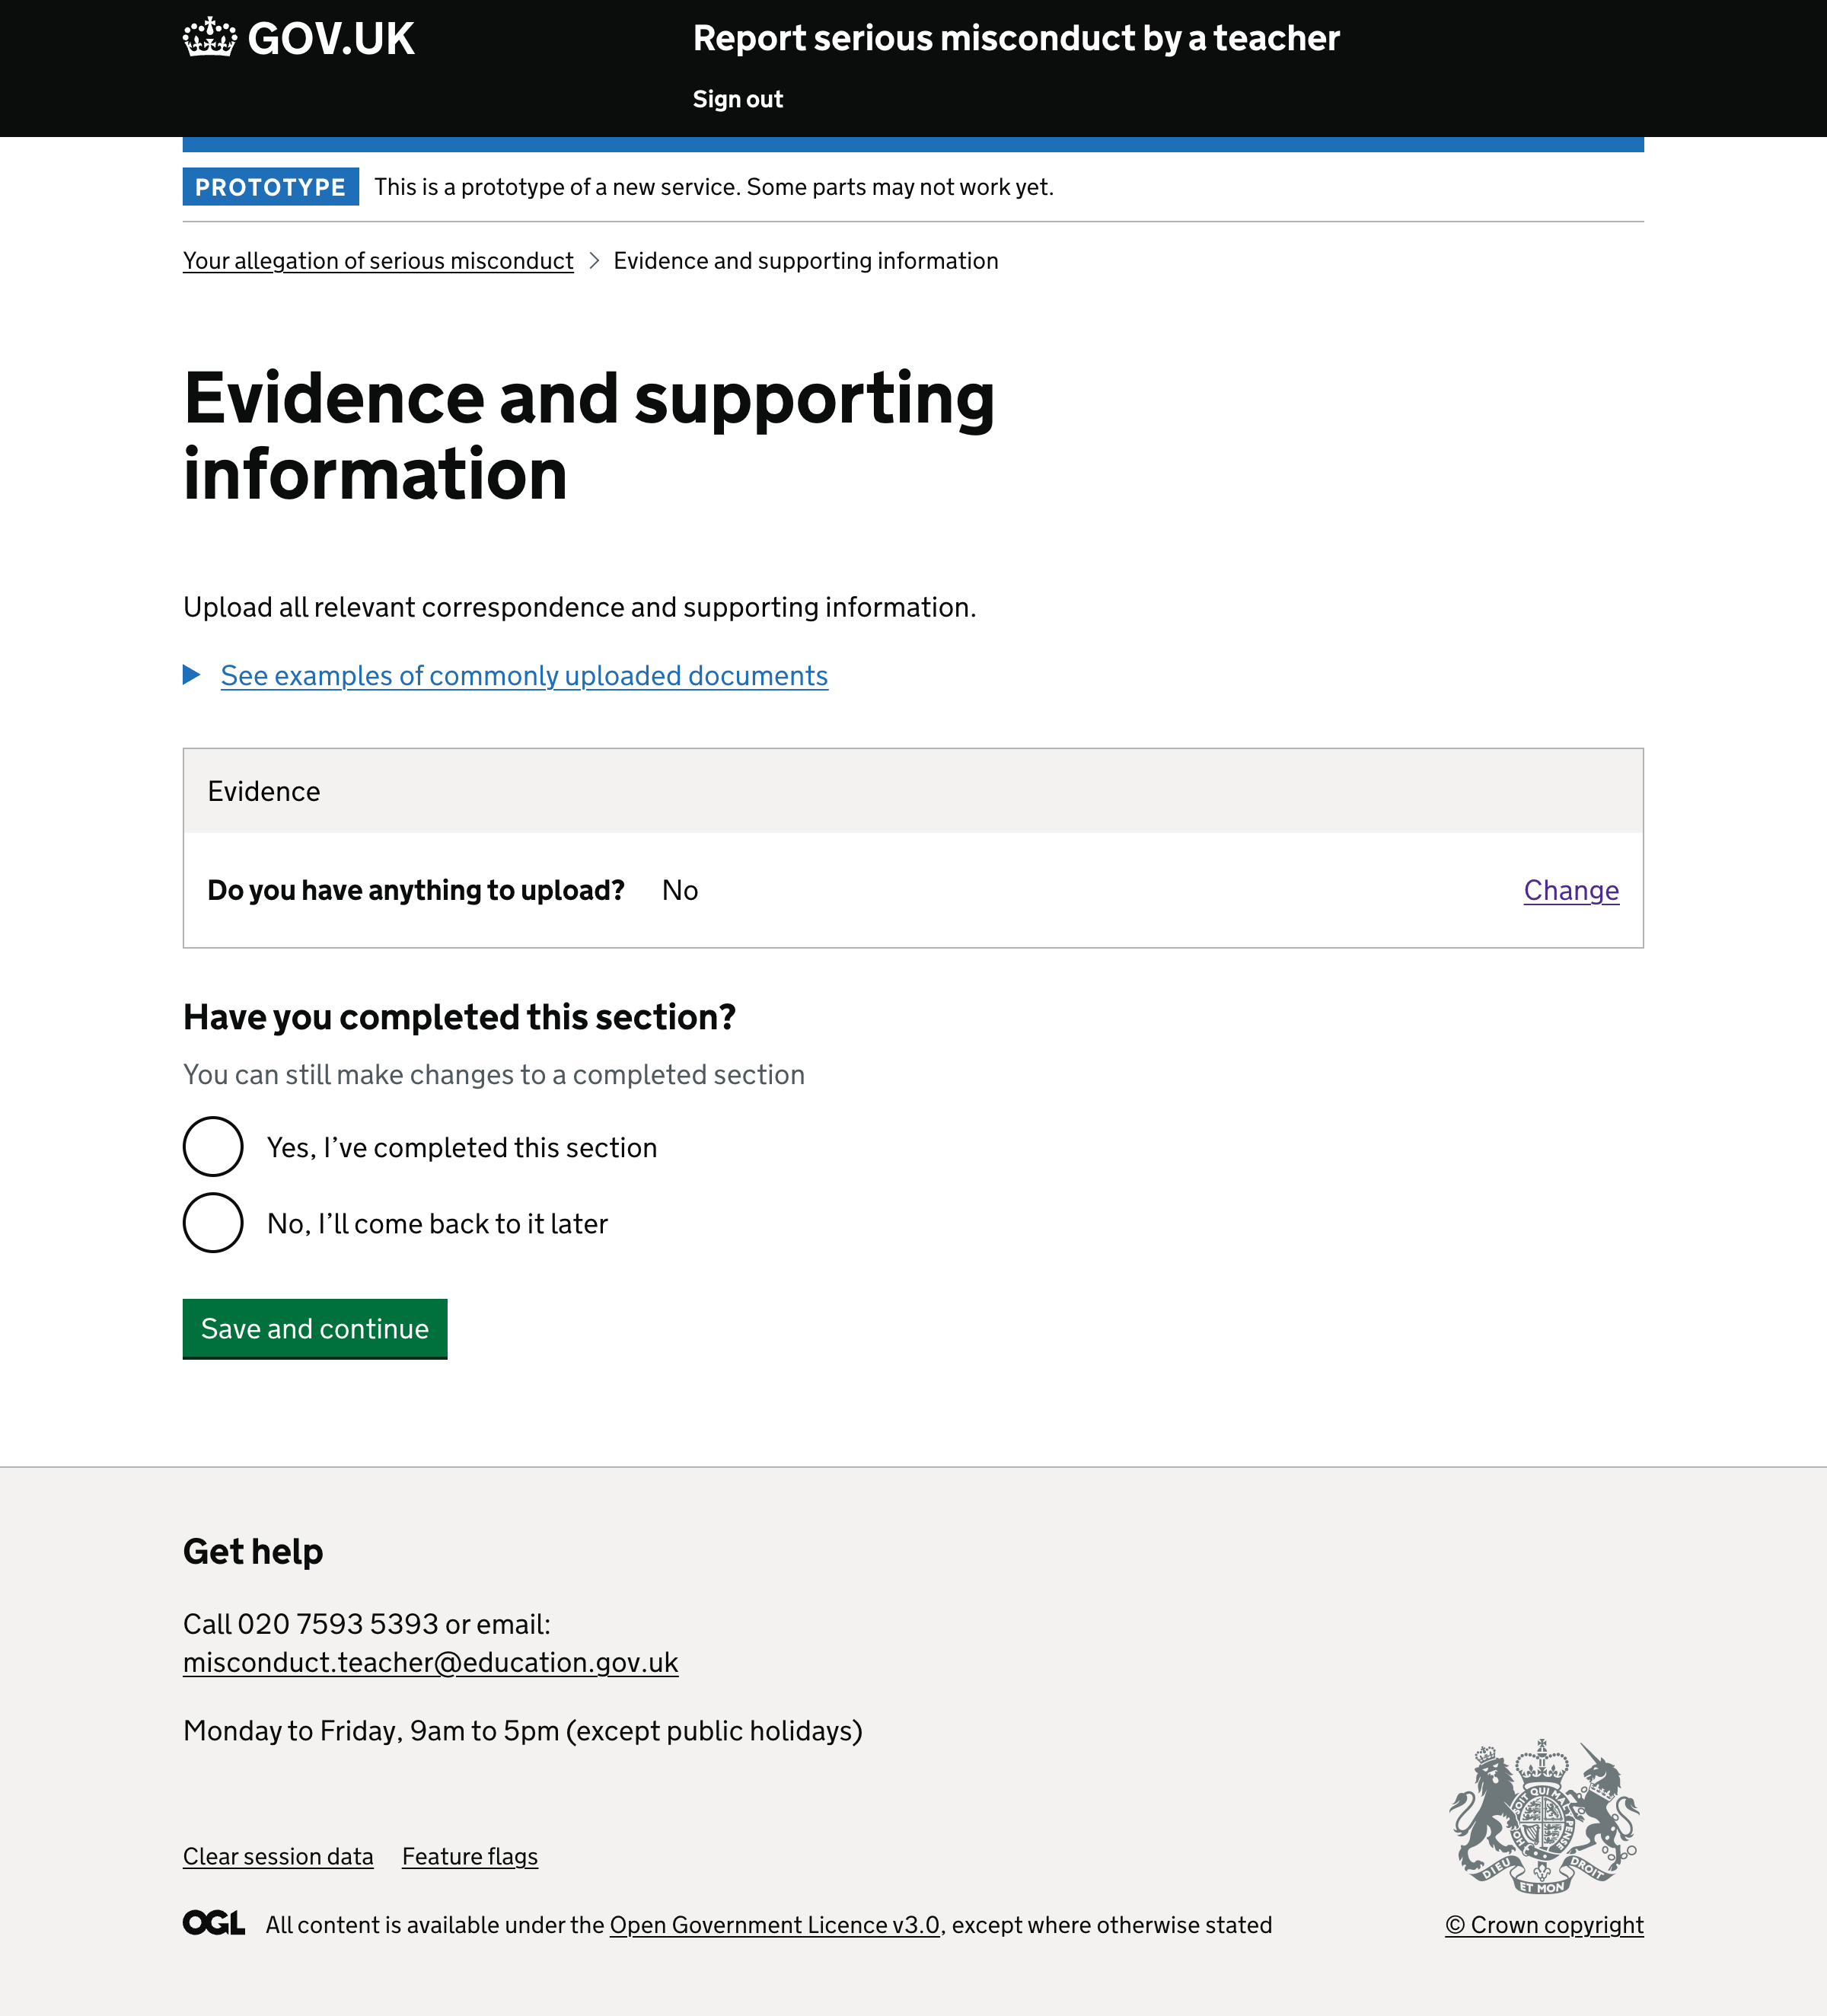 GOV.UK
Report serious misconduct by a teacher
Sign out
PROTOTYPE This is a prototype of a new service. Some parts may not work yet.
Your allegation of serious misconduct > Evidence and supporting information
Evidence and supporting
information
Upload all relevant correspondence and supporting information.
See examples of commonly uploaded documents
Evidence
Do you have anything to upload? No Change
Have you completed this section?
You can still make changes to a completed section
Yes, I’ve completed this section
No, I’ll come back to it later
Save and continue
Get help
Call 020 7593 5393 or email:
misconduct.teacher@education.gov.uk
Monday to Friday, 9am to 5pm (except public holidays)
Clear session data Feature flags
DIEU ET MON DROIT
OGL All content is available under the Open Government Licence v3.0, except where otherwise stated
© Crown copyright